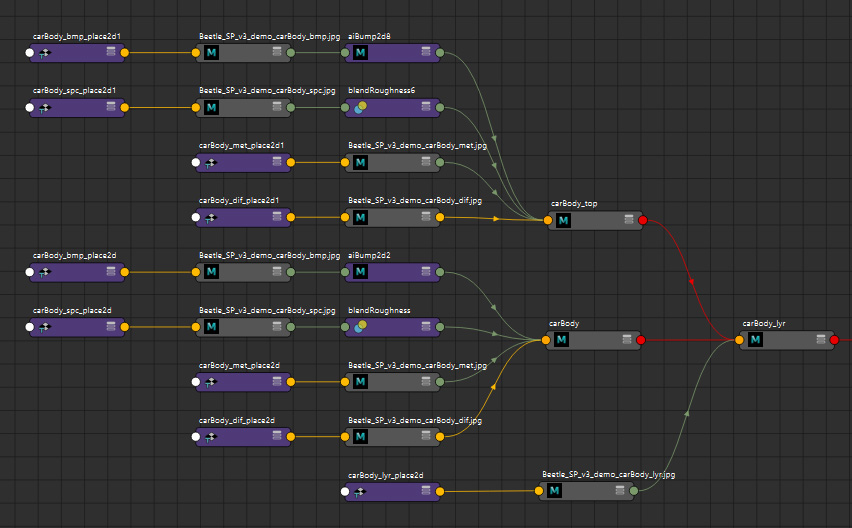 carBody_bmp_place2d1 Beetle_SP_v3_demo_carBody_bmp.jpg aiBump2d8
M M
carBody_spc_place2d1 Beetle_SP_v3_demo_carBody_spc.jpg blendRoughness6
M
carBody_met_place2d1 Beetle_SP_v3_demo_carBody_met.jpg
M
carBody_dif_place2d1 Beetle_SP_v3_demo_carBody_dif.jpg carBody_top
M M
carBody_bmp_place2d Beetle_SP_v3_demo_carBody_bmp.jpg aiBump2d2
M M
carBody_spc_place2d Beetle_SP_v3_demo_carBody_spc.jpg blendRoughness
M
carBody carBody_lyr
M M
carBody_met_place2d Beetle_SP_v3_demo_carBody_met.jpg
M
carBody_dif_place2d Beetle_SP_v3_demo_carBody_dif.jpg
M
carBody_lyr_place2d Beetle_SP_v3_demo_carBody_lyr.jpg
M